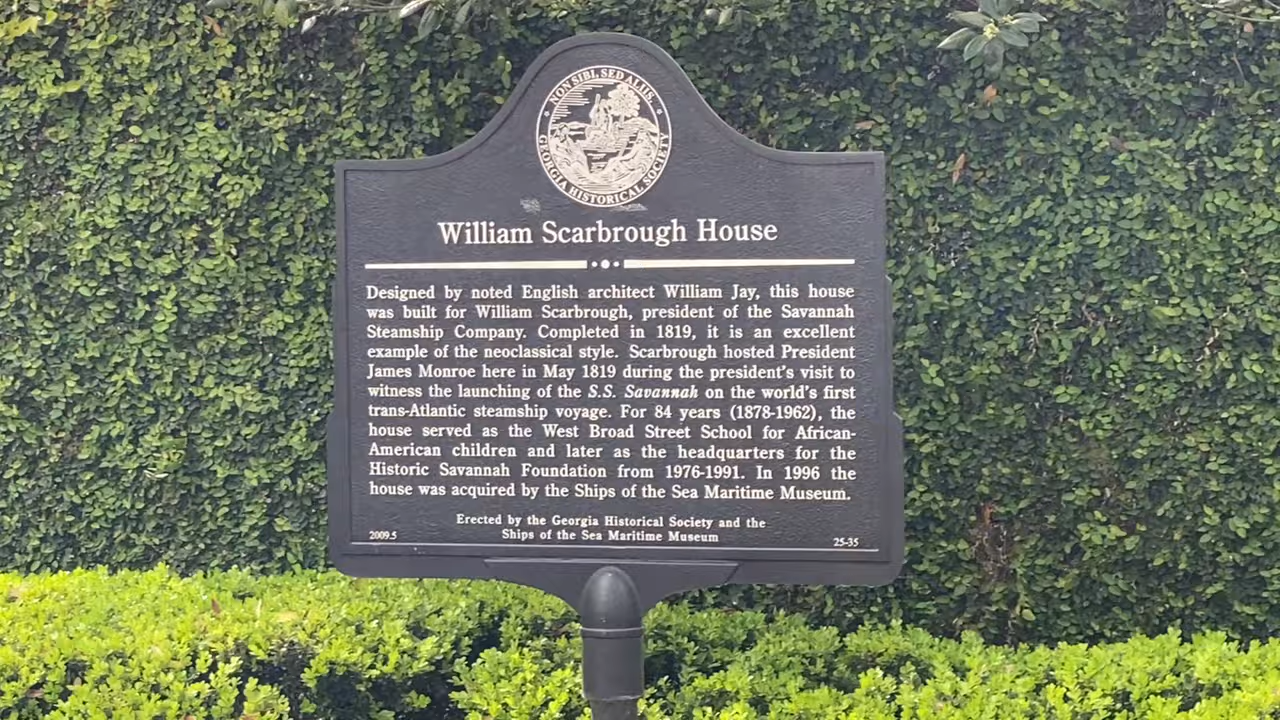 NON SIBI, SED ALIIS.
GEORGIA HISTORICAL SOCIETY
William Scarbrough House
Designed by noted English architect William Jay, this house
was built for William Scarbrough, president of the Savannah
Steamship Company. Completed in 1819, it is an excellent
example of the neoclassical style. Scarbrough hosted President
James Monroe here in May 1819 during the president's visit to
witness the launching of the S.S. Savannah on the world's first
trans-Atlantic steamship voyage. For 84 years (1878-1962), the
house served as the West Broad Street School for African-
American children and later as the headquarters for the
Historic Savannah Foundation from 1976-1991. In 1996 the
house was acquired by the Ships of the Sea Maritime Museum.
Erected by the Georgia Historical Society and the
Ships of the Sea Maritime Museum
2009.5
25-35